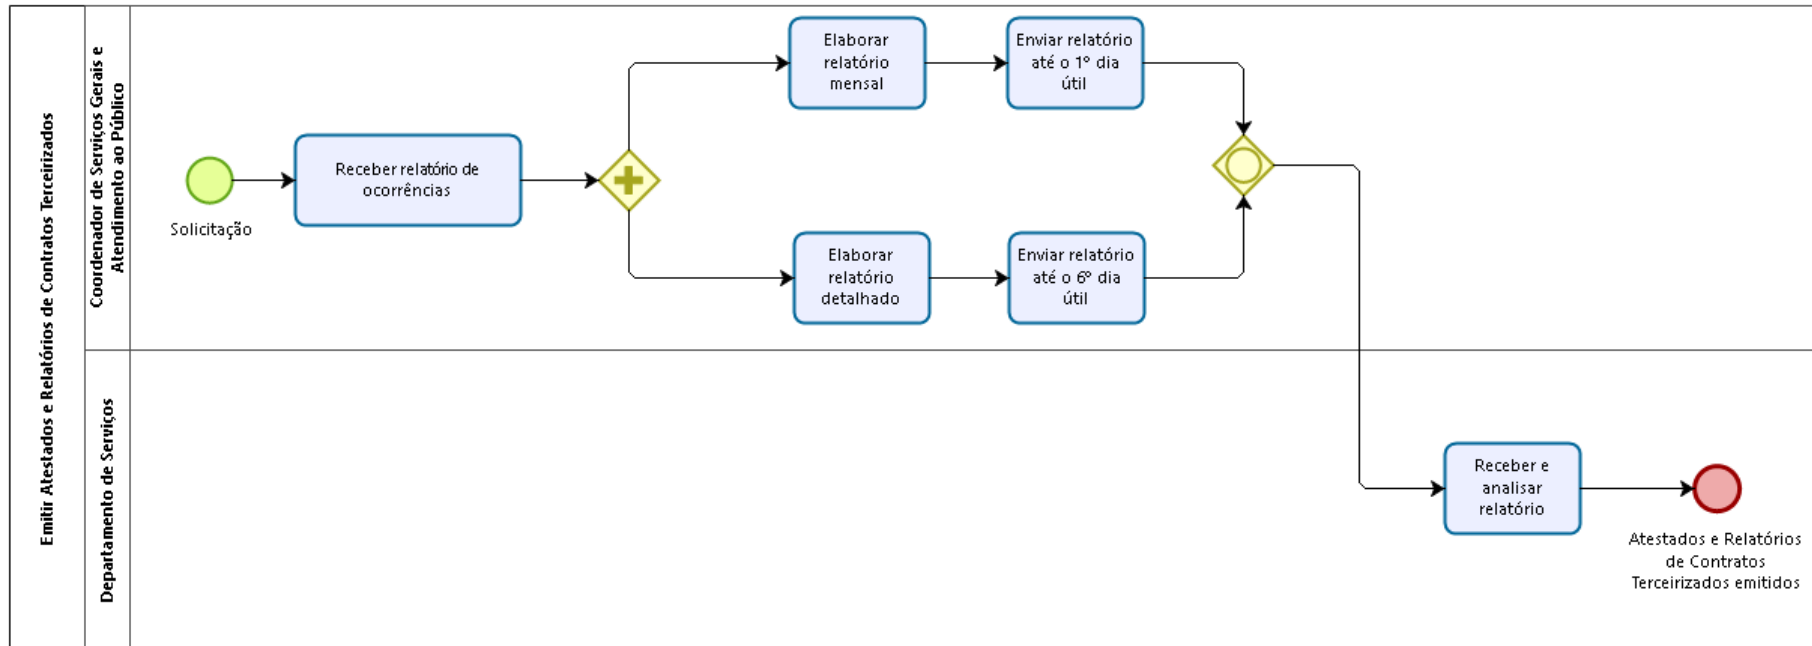 Emitir Atestados e Relatórios de Contratos Terceirizados
Coordenador de Serviços Gerais e
Atendimento ao Público
Solicitação
Receber relatório de
ocorrências
Elaborar
relatório
mensal
Enviar relatório
até o 1º dia
útil
Elaborar
relatório
detalhado
Enviar relatório
até o 6º dia
útil
Departamento de Serviços
Receber e
analisar
relatório
Atestados e Relatórios
de Contratos
Terceirizados emitidos